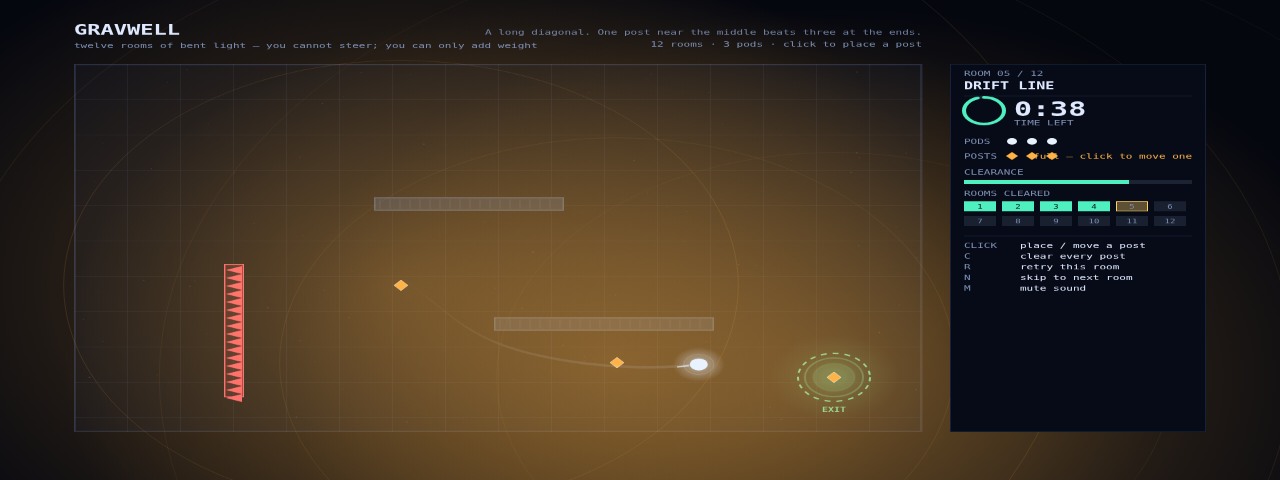 GRAVWELL
twelve rooms of bent light — you cannot steer; you can only add weight
A long diagonal. One post near the middle beats three at the ends.
12 rooms · 3 pods · click to place a post
EXIT
ROOM 05 / 12
DRIFT LINE
0:38
TIME LEFT
PODS
POSTS — click to move one
CLEARANCE
ROOMS CLEARED
1 2 3 4 5 6
7 8 9 10 11 12
CLICK place / move a post
C clear every post
R retry this room
N skip to next room
M mute sound